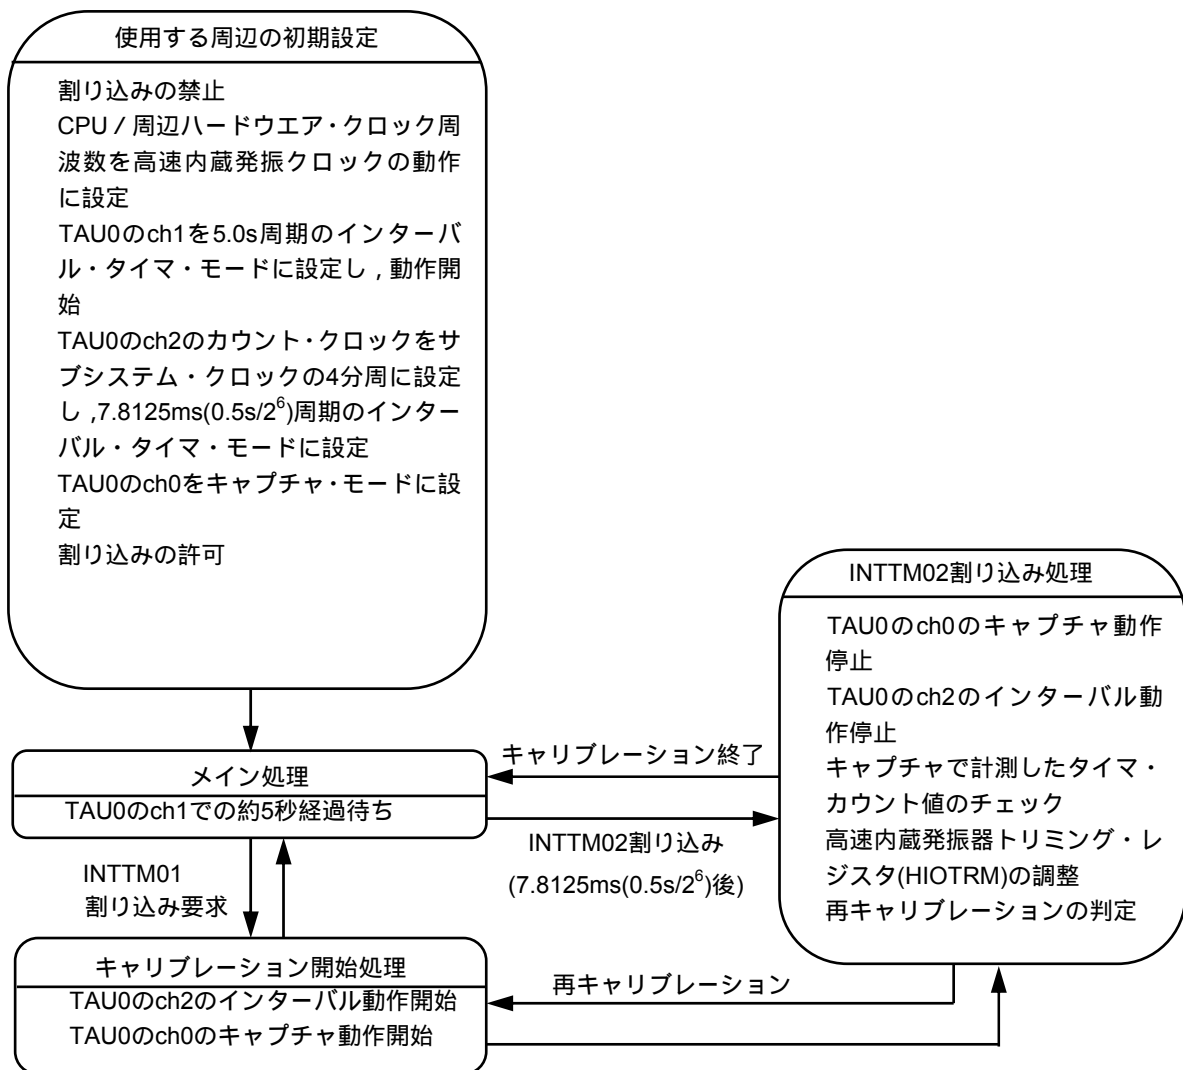 使用する周辺の初期設定
割り込みの禁止
CPU／周辺ハードウエア・クロック周
波数を高速内蔵発振クロックの動作
に設定
TAU0のch1を5.0s周期のインターバ
ル・タイマ・モードに設定し,動作開
始
TAU0のch2のカウント・クロックをサ
ブシステム・クロックの4分周に設定
し,7.8125ms(0.5s/2⁶)周期のインター
バル・タイマ・モードに設定
TAU0のch0をキャプチャ・モードに設
定
割り込みの許可
メイン処理
TAU0のch1での約5秒経過待ち
キャリブレーション終了
INTTM02割り込み
(7.8125ms(0.5s/2⁶)後)
INTTM01
割り込み要求
INTTM02割り込み処理
TAU0のch0のキャプチャ動作
停止
TAU0のch2のインターバル動
作停止
キャプチャで計測したタイマ・
カウント値のチェック
高速内蔵発振器トリミング・レ
ジスタ(HIOTRM)の調整
再キャリブレーションの判定
キャリブレーション開始処理
TAU0のch2のインターバル動作開始
TAU0のch0のキャプチャ動作開始
再キャリブレーション